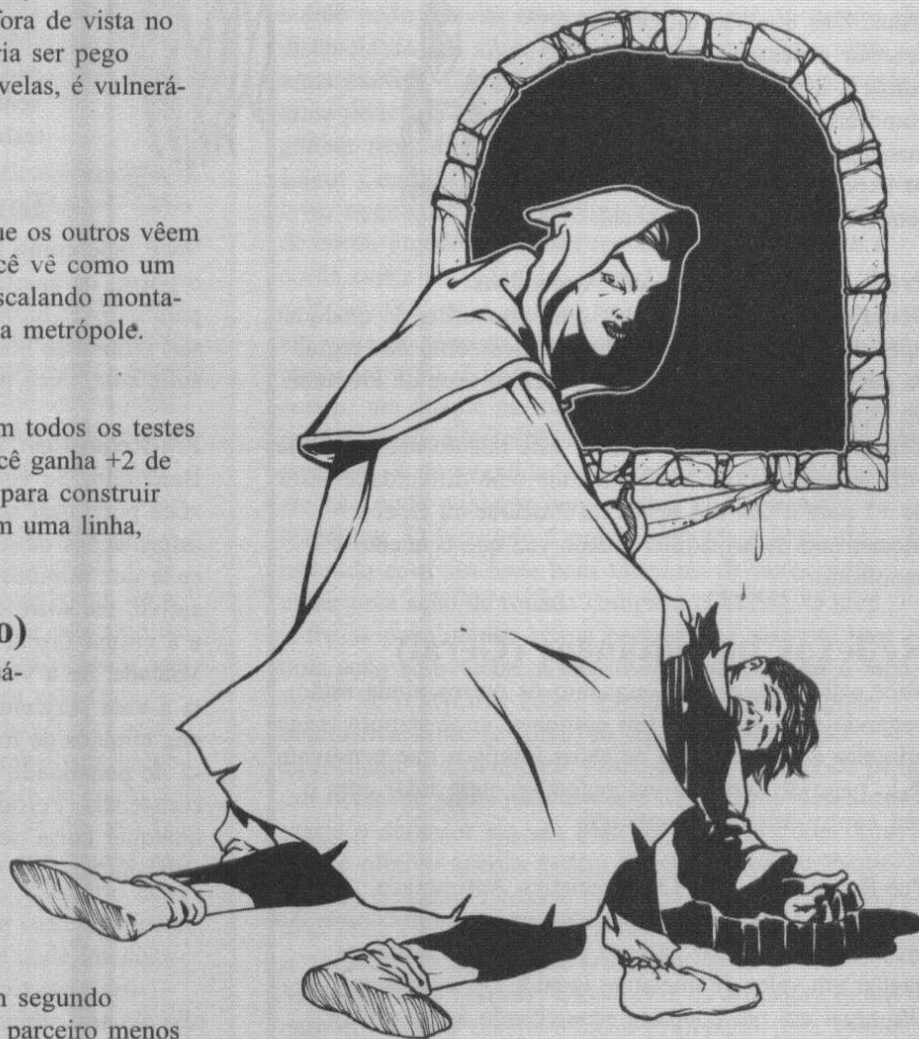 fora de vista no
ria ser pego
velas, é vulnerá-
ue os outros vêem
cê vê como um
scalando monta-
a metrópole.
m todos os testes
cê ganha +2 de
para construir
m uma linha,
o)
sá-
m segundo
parceiro menos